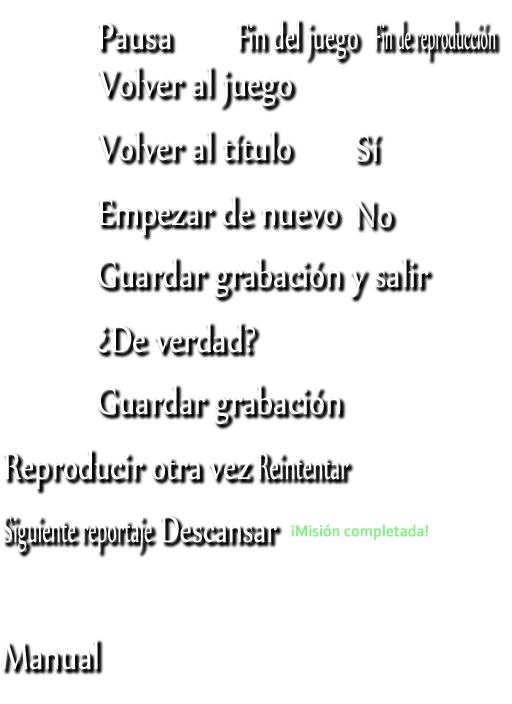 Pausa Fin del juego Fin de reproducción
Volver al juego
Volver al título Sí
Empezar de nuevo No
Guardar grabación y salir
¿De verdad?
Guardar grabación
Reproducir otra vez Reintentar
Siguiente reportaje Descansar ¡Misión completada!
Manual